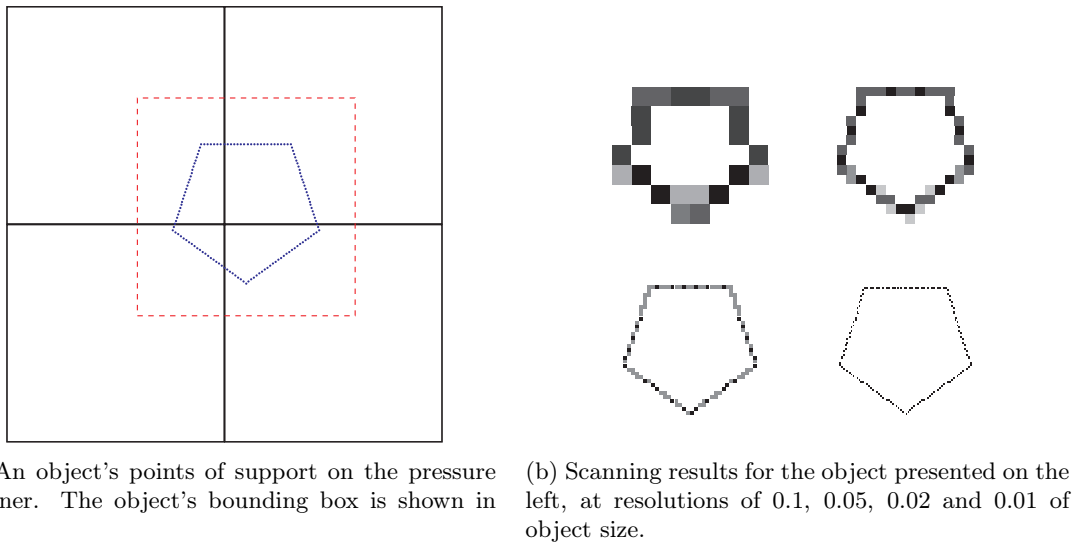 An object's points of support on the pressure
ner. The object's bounding box is shown in
(b) Scanning results for the object presented on the
left, at resolutions of 0.1, 0.05, 0.02 and 0.01 of
object size.